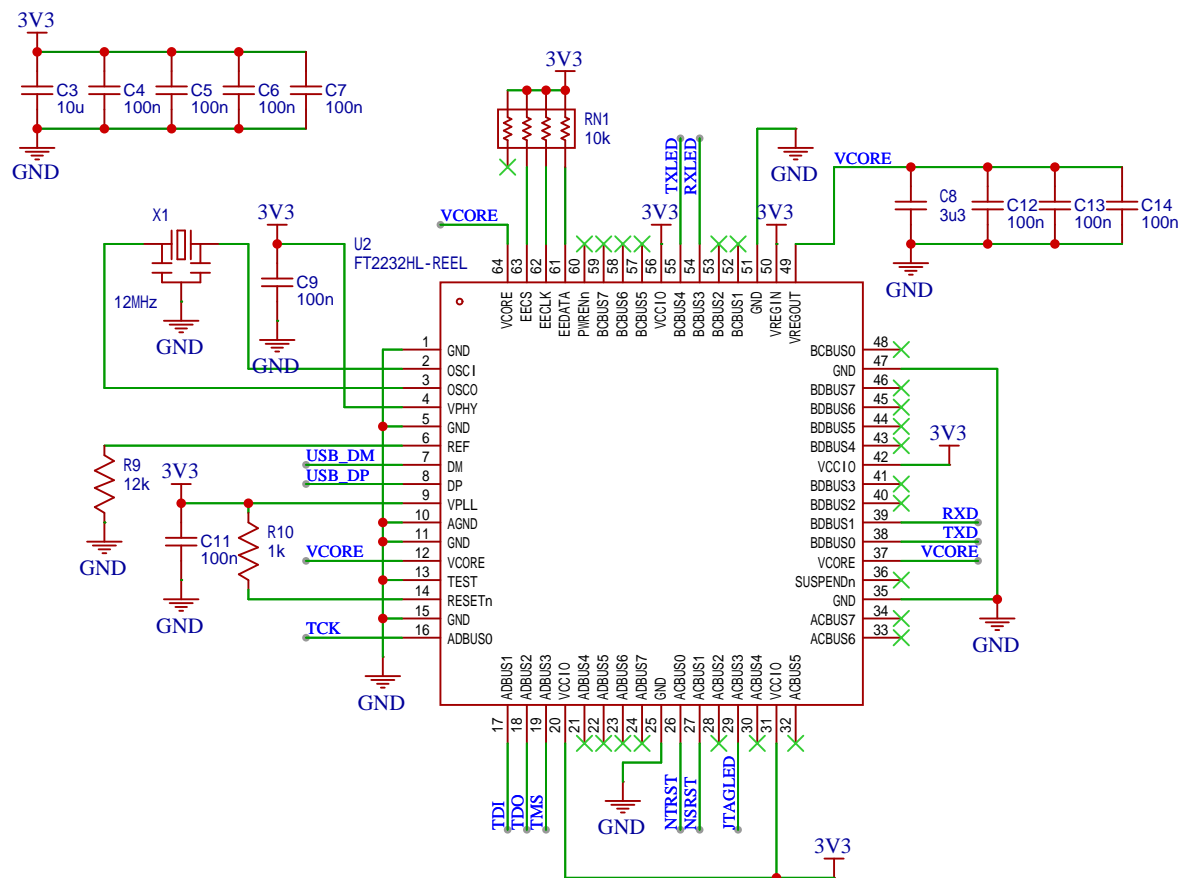 3V3
C3
10u
C4
100n
C5
100n
C6
100n
C7
100n
GND
3V3
RN1
10k
TXLED
RXLED
GND
VCORE
C8
3u3
C12
100n
C13
100n
C14
100n
GND
X1
12MHz
GND
3V3
C9
100n
GND
VCORE
U2
FT2232HL-REEL
3V3
3V3
64
63
62
61
60
59
58
57
56
55
54
53
52
51
50
49
VCORE
EECS
EECLK
EEDATA
PWRENn
BCBUS7
BCBUS6
BCBUS5
VCCIO
BCBUS4
BCBUS3
BCBUS2
BCBUS1
GND
VREGIN
VREGOUT
1 GND
2 OSCI
3 OSCO
4 VPHY
5 GND
6 REF
USB_DM 7 DM
USB_DP 8 DP
9 VPLL
10 AGND
11 GND
VCORE 12 VCORE
13 TEST
14 RESETn
15 GND
TCK 16 ADBUS0
R9
12k
GND
3V3
C11
100n
GND
R10
1k
GND
BCBUS0 48
GND 47
BDBUS7 46
BDBUS6 45
BDBUS5 44
BDBUS4 43
VCCIO 42
3V3
BDBUS3 41
BDBUS2 40
BDBUS1 39 RXD
BDBUS0 38 TXD
VCORE 37 VCORE
SUSPENDn 36
GND 35
ACBUS7 34
ACBUS6 33
GND
ADBUS1
ADBUS2
ADBUS3
VCCIO
ADBUS4
ADBUS5
ADBUS6
ADBUS7
GND
ACBUS0
ACBUS1
ACBUS2
ACBUS3
ACBUS4
VCCIO
ACBUS5
17
18
19
20
21
22
23
24
25
26
27
28
29
30
31
32
TDI
TDO
TMS
GND
NTRST
NSRST
JTAGLED
3V3